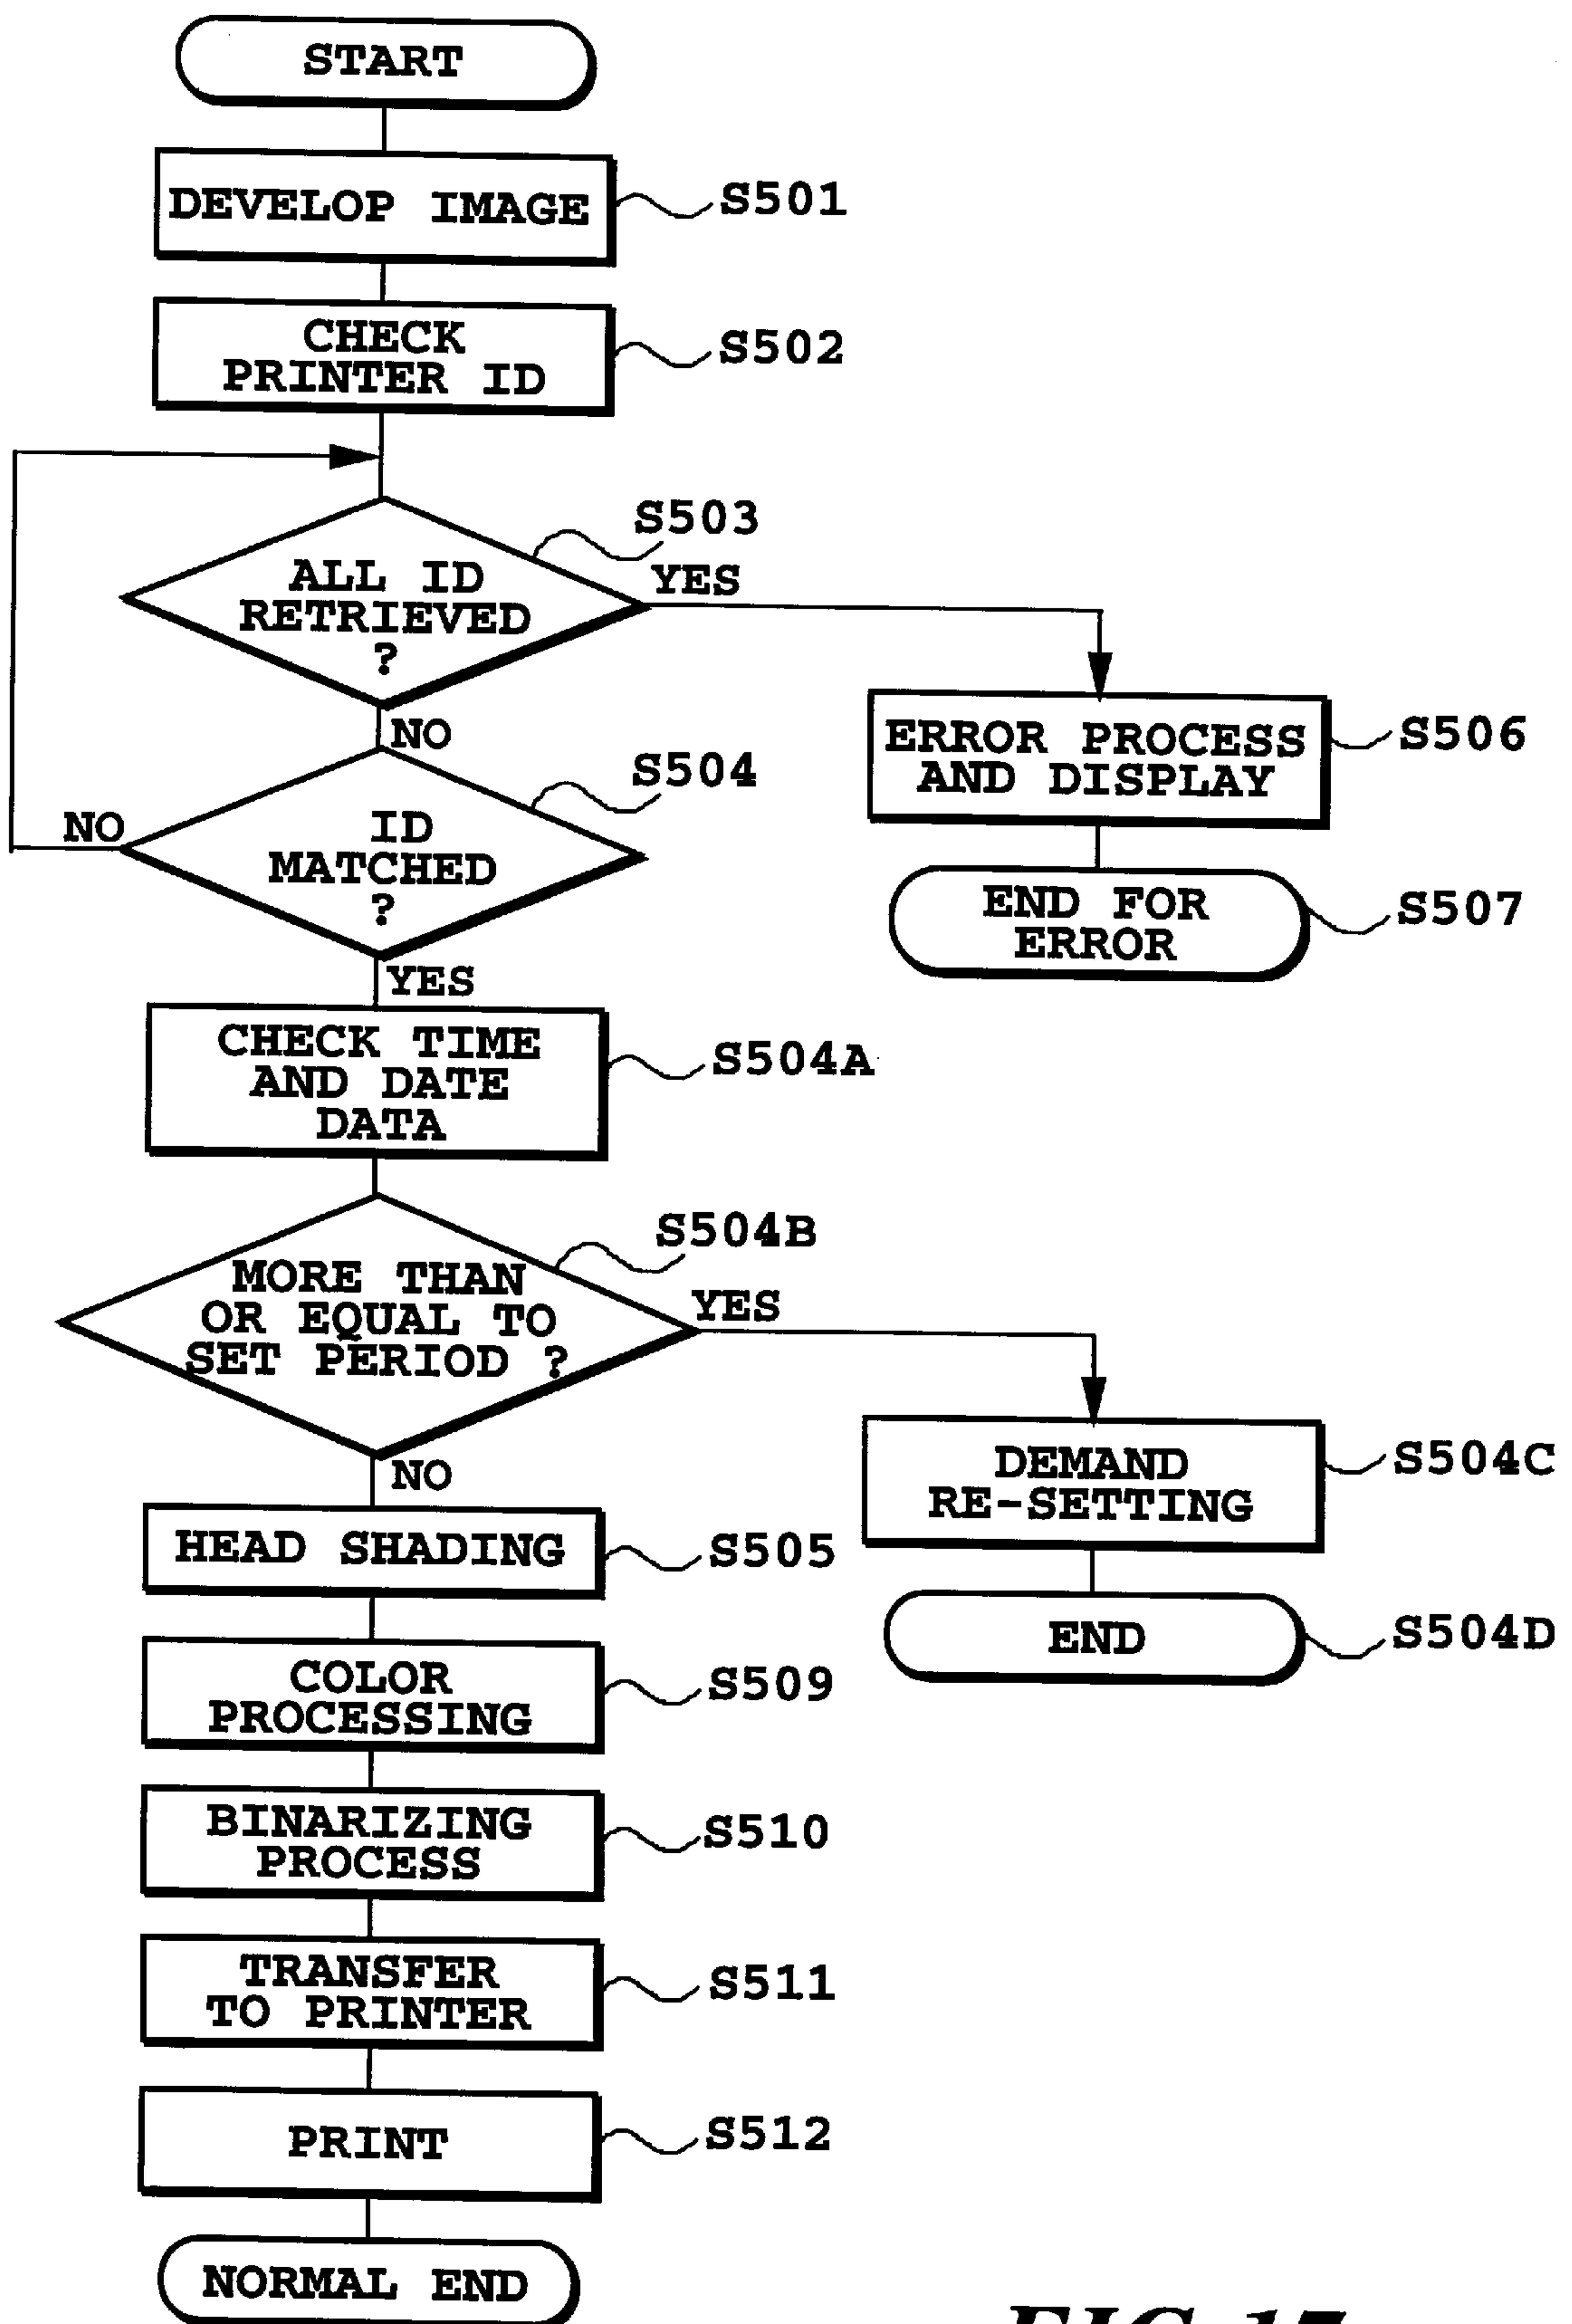 START
DEVELOP IMAGE
S501
CHECK
PRINTER ID
S502
S503
ALL ID
RETRIEVED
?
YES
NO
ERROR PROCESS
AND DISPLAY
S506
S504
ID
MATCHED
?
NO
YES
END FOR
ERROR
S507
CHECK TIME
AND DATE
DATA
S504A
S504B
MORE THAN
OR EQUAL TO
SET PERIOD ?
YES
NO
DEMAND
RE-SETTING
S504C
HEAD SHADING
S505
END
S504D
COLOR
PROCESSING
S509
BINARIZING
PROCESS
S510
TRANSFER
TO PRINTER
S511
PRINT
S512
NORMAL END